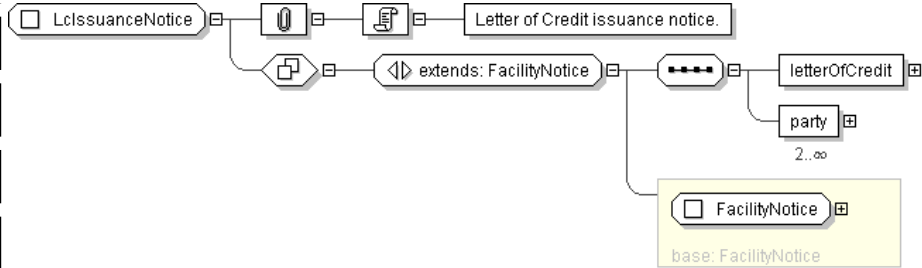 LcIssuanceNotice
Letter of Credit issuance notice.
extends: FacilityNotice
letterOfCredit
party
2..∞
FacilityNotice
base: FacilityNotice